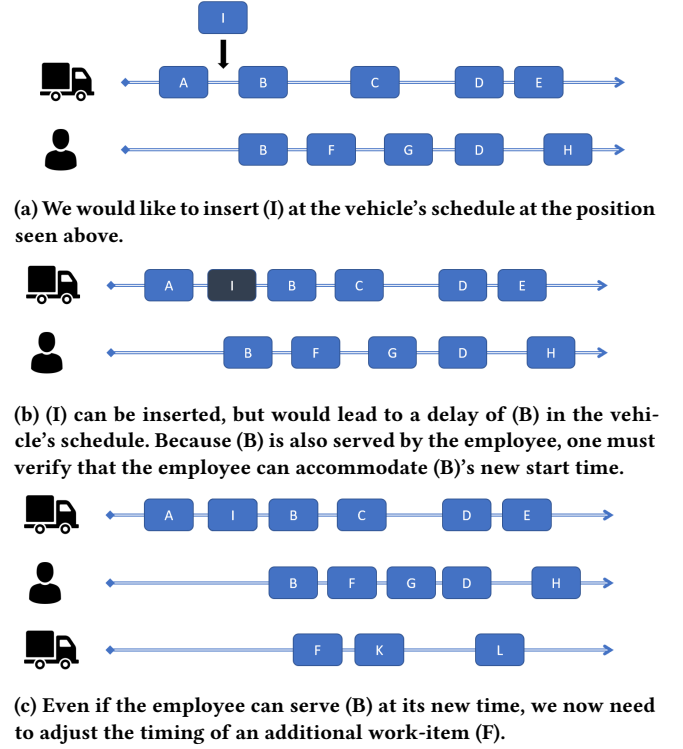 I
A B C D E
B F G D H
(a) We would like to insert (I) at the vehicle's schedule at the position
seen above.
A I B C D E
B F G D H
(b) (I) can be inserted, but would lead to a delay of (B) in the vehi-
cle's schedule. Because (B) is also served by the employee, one must
verify that the employee can accommodate (B)'s new start time.
A I B C D E
B F G D H
F K L
(c) Even if the employee can serve (B) at its new time, we now need
to adjust the timing of an additional work-item (F).